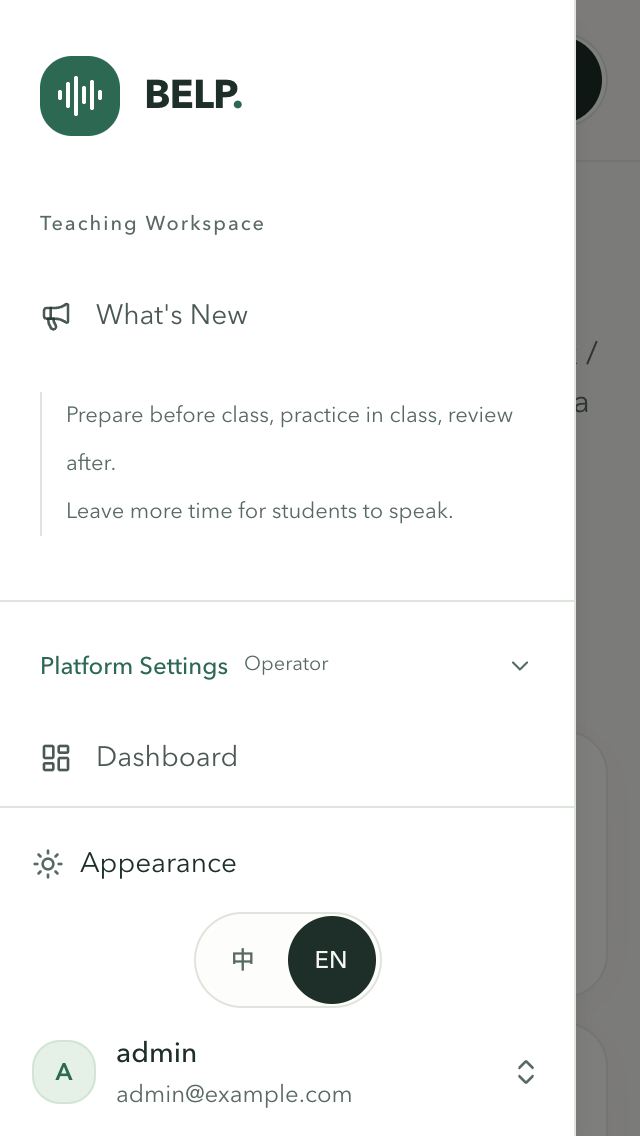 BELP.
Teaching Workspace
What's New
Prepare before class, practice in class, review
after.
Leave more time for students to speak.
Platform Settings Operator
Dashboard
Appearance
中 EN
A
admin
admin@example.com
/
a